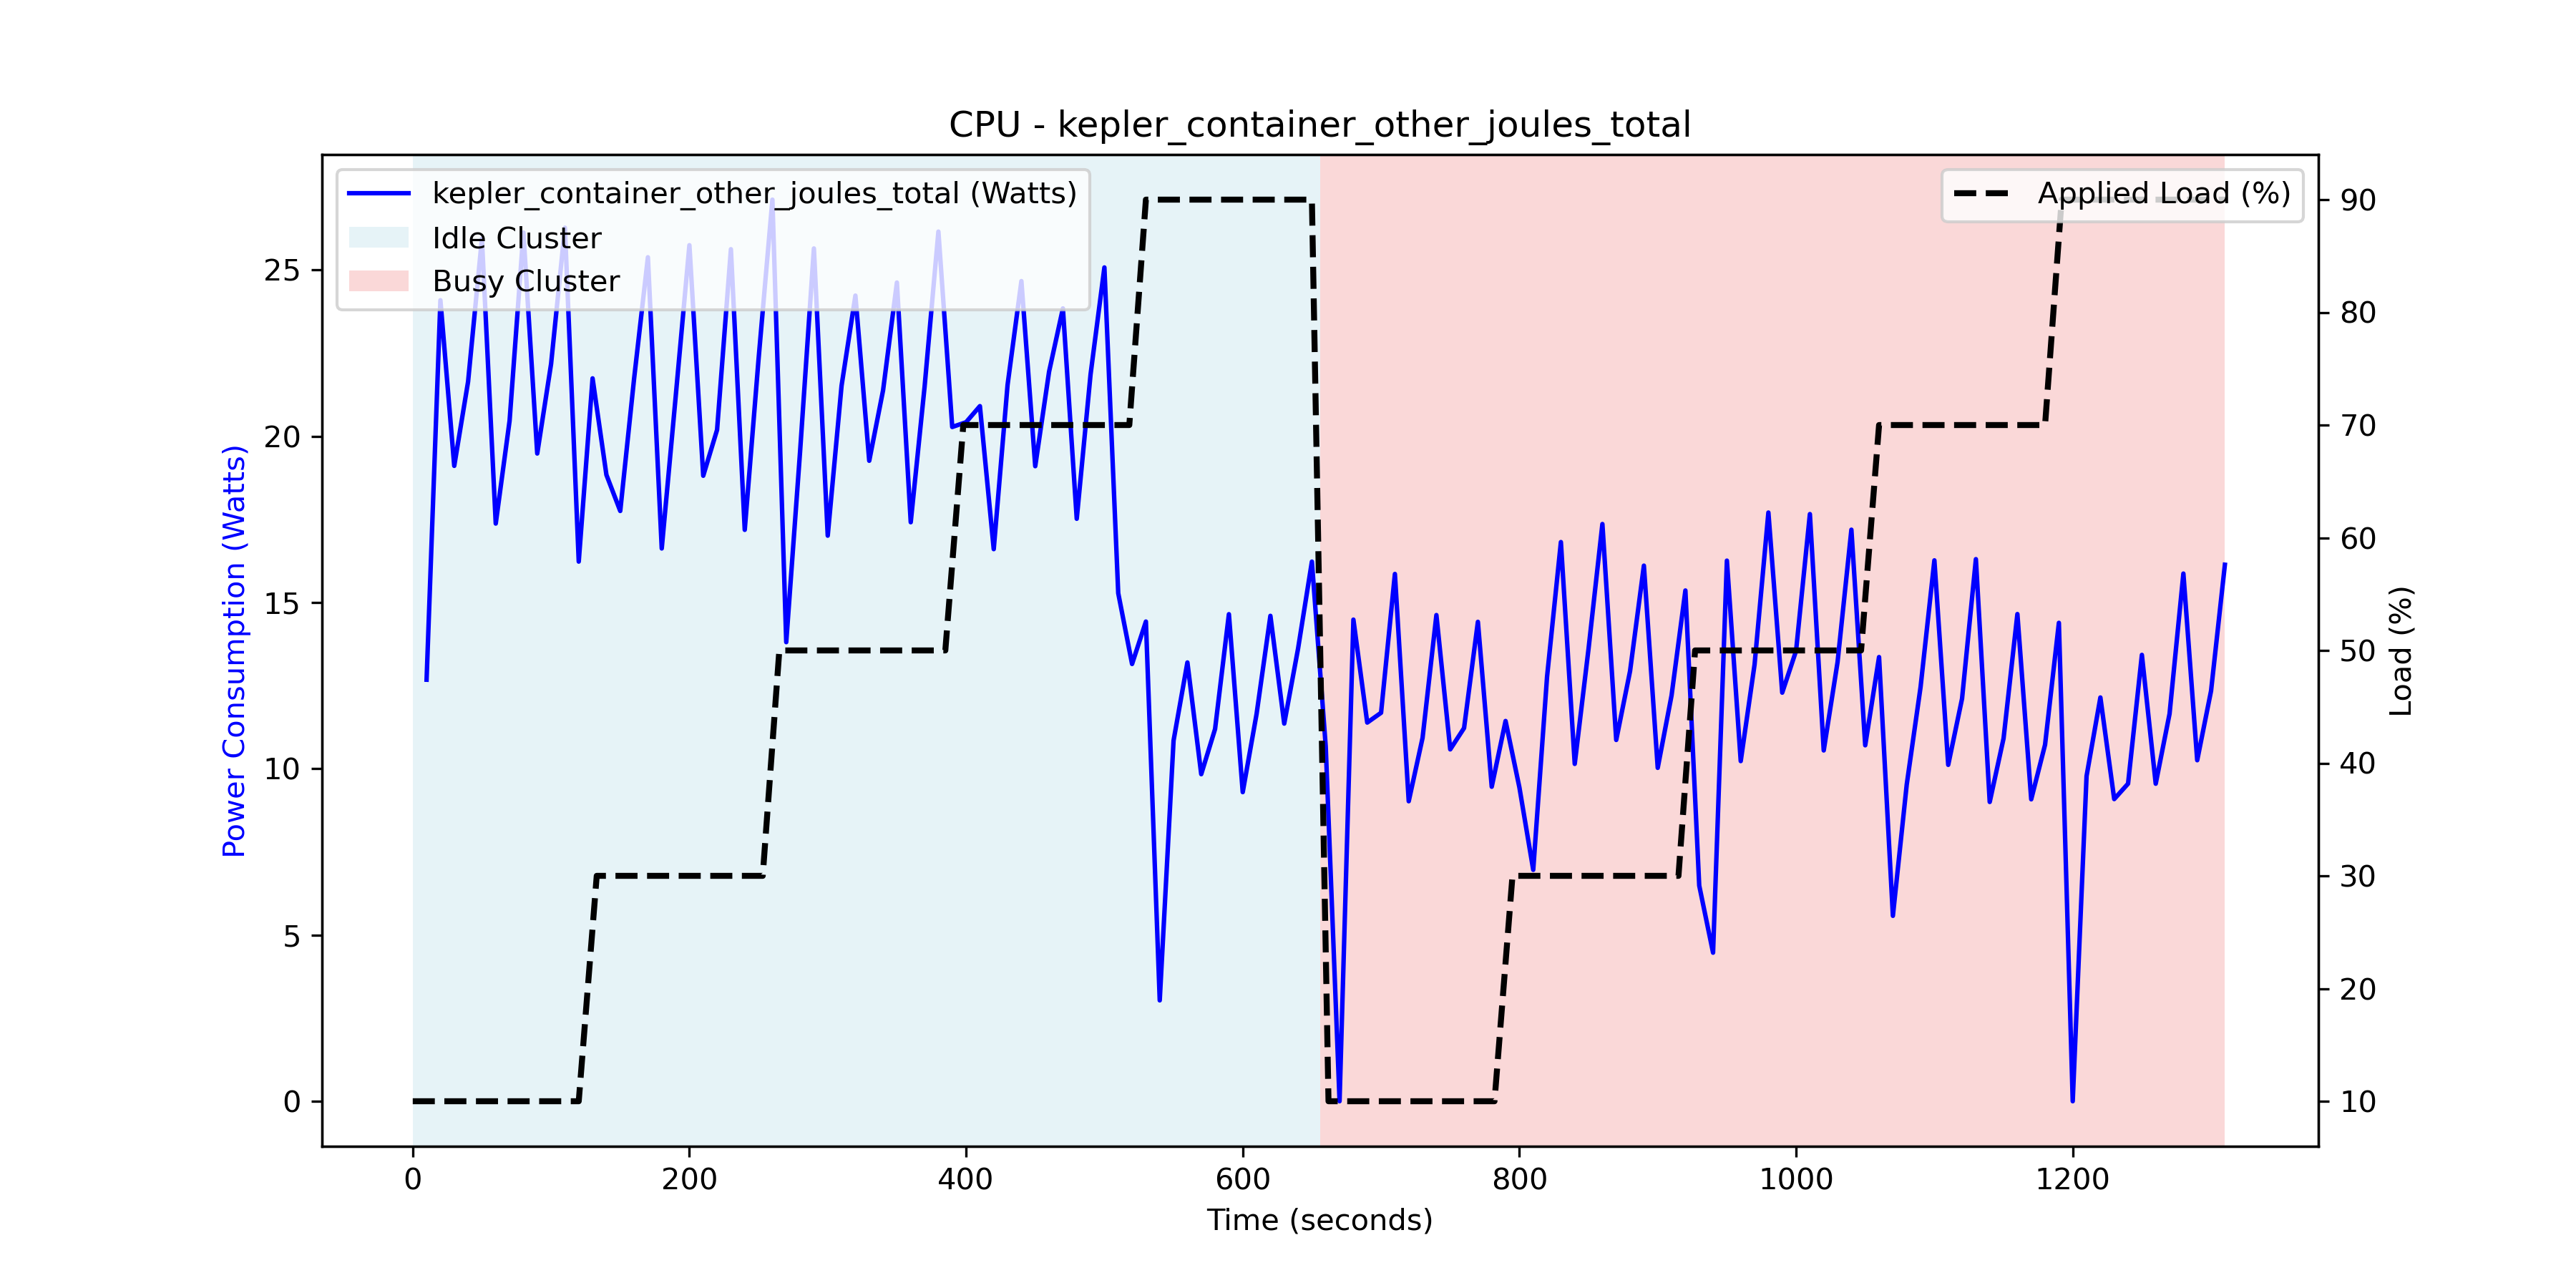 CPU - kepler_container_other_joules_total
kepler_container_other_joules_total (Watts)
Idle Cluster
Busy Cluster
Applied Load (%)
Power Consumption (Watts)
25
20
15
10
5
0
90
80
70
60
50
40
30
20
10
Load (%)
0 200 400 600 800 1000 1200
Time (seconds)